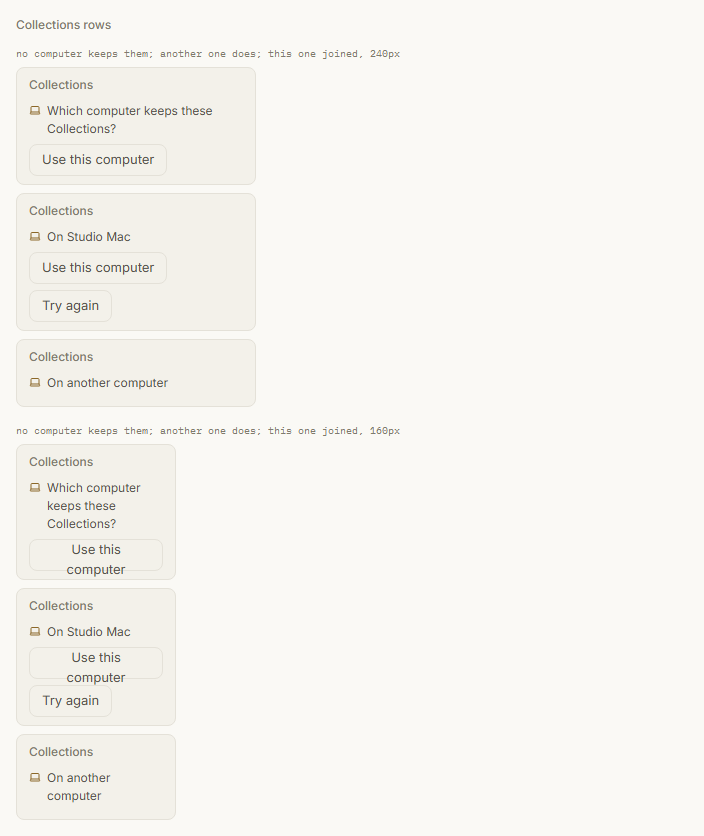 Collections rows
no computer keeps them; another one does; this one joined, 240px
Collections
Which computer keeps these
Collections?
Use this computer
Collections
On Studio Mac
Use this computer
Try again
Collections
On another computer
no computer keeps them; another one does; this one joined, 160px
Collections
Which computer
keeps these
Collections?
Use this
computer
Collections
On Studio Mac
Use this
computer
Try again
Collections
On another
computer